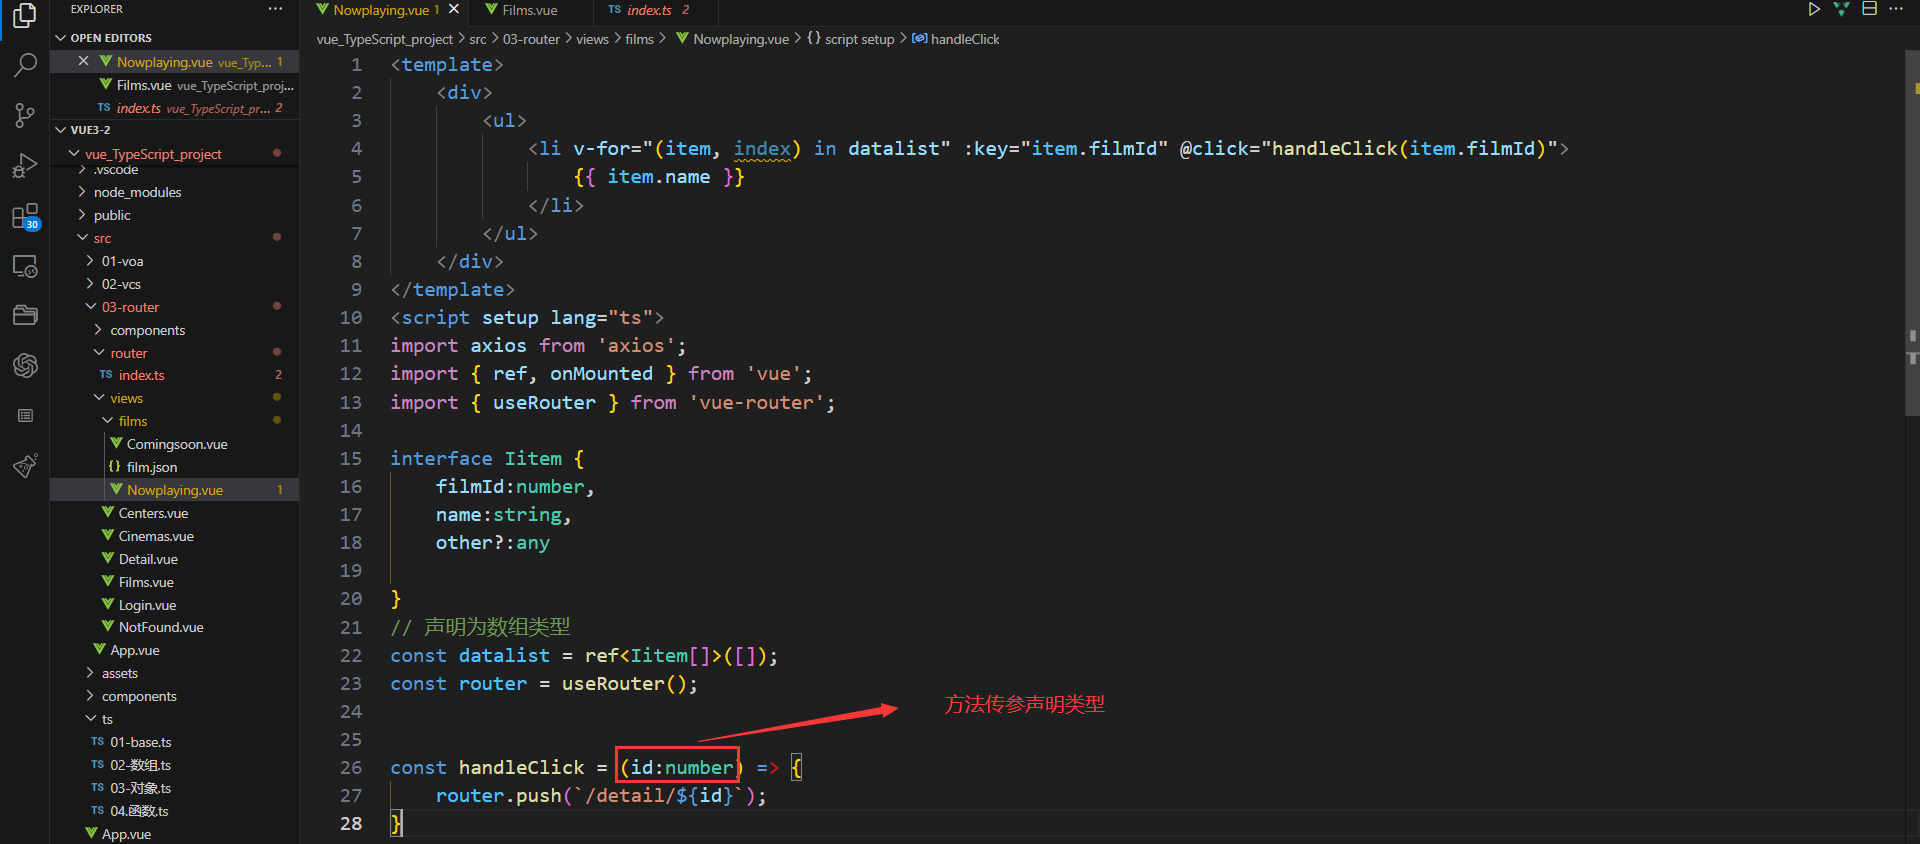 EXPLORER
OPEN EDITORS
Nowplaying.vue vue_Typ... 1
Films.vue vue_TypeScript_proj...
TS index.ts vue_TypeScript_pr... 2
VUE3-2
vue_TypeScript_project
.vscode
node_modules
public
src
01-voa
02-vcs
03-router
components
router
TS index.ts 2
views
films
Comingsoon.vue
{} film.json
Nowplaying.vue 1
Centers.vue
Cinemas.vue
Detail.vue
Films.vue
Login.vue
NotFound.vue
App.vue
assets
components
ts
TS 01-base.ts
TS 02-数组.ts
TS 03-对象.ts
TS 04.函数.ts
App.vue
30
Nowplaying.vue 1
Films.vue
TS index.ts 2
vue_TypeScript_project > src > 03-router > views > films > Nowplaying.vue > {} script setup > handleClick
1 <template>
2 <div>
3 <ul>
4 <li v-for="(item, index) in datalist" :key="item.filmId" @click="handleClick(item.filmId)">
5 {{ item.name }}
6 </li>
7 </ul>
8 </div>
9 </template>
10 <script setup lang="ts">
11 import axios from 'axios';
12 import { ref, onMounted } from 'vue';
13 import { useRouter } from 'vue-router';
14
15 interface Iitem {
16 filmId:number,
17 name:string,
18 other?:any
19
20 }
21 // 声明为数组类型
22 const datalist = ref<Iitem[]>([]);
23 const router = useRouter();
24
方法传参声明类型
25
26 const handleClick = (id:number) => {
27 router.push(`/detail/${id}`);
28 }